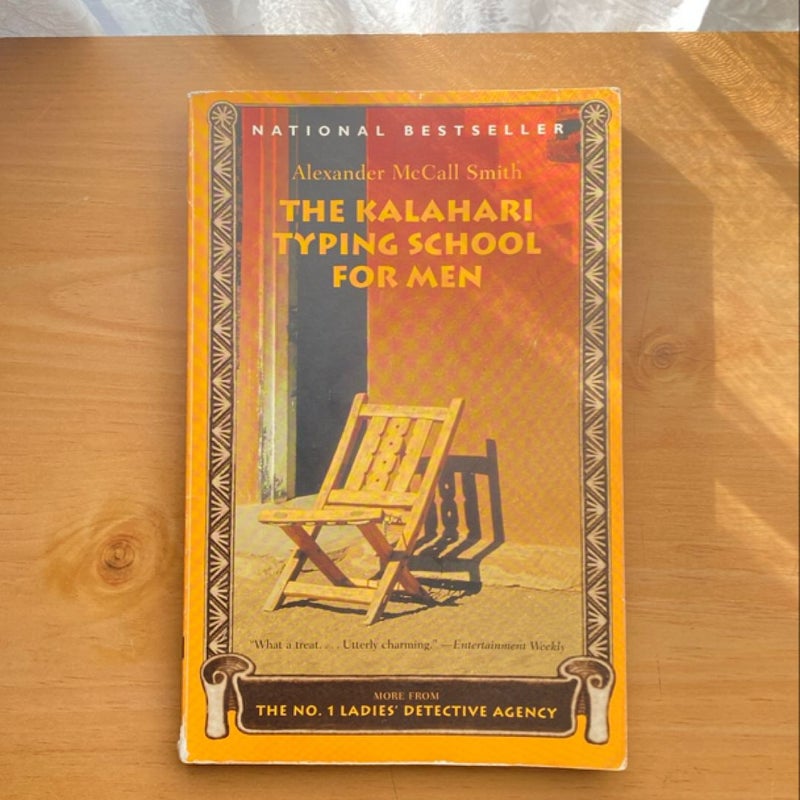 NATIONAL BESTSELLER
Alexander McCall Smith
THE KALAHARI
TYPING SCHOOL
FOR MEN
"What a treat. . . . Utterly charming." —Entertainment Weekly
MORE FROM
THE NO. 1 LADIES' DETECTIVE AGENCY